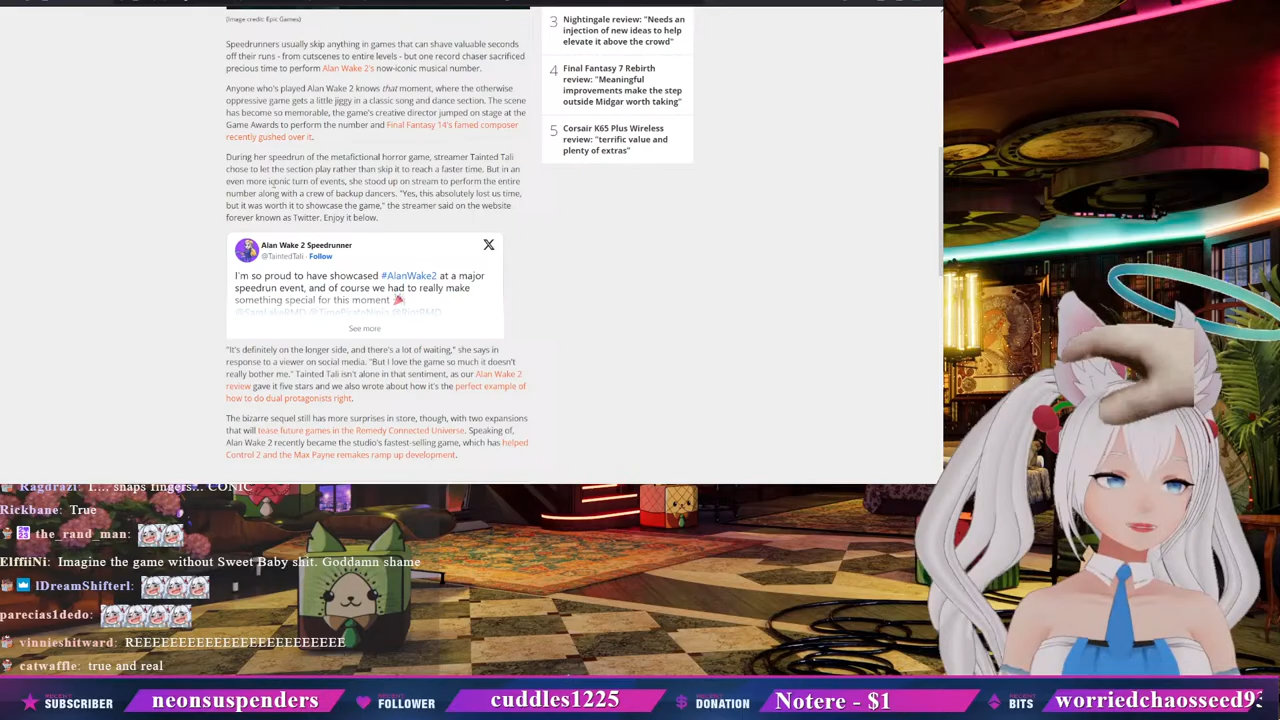 (Image credit: Epic Games)
Speedrunners usually skip anything in games that can shave valuable seconds
off their runs - from cutscenes to entire levels - but one record chaser sacrificed
precious time to perform Alan Wake 2's now-iconic musical number.
Anyone who's played Alan Wake 2 knows that moment, where the otherwise
oppressive game gets a little jiggy in a classic song and dance section. The scene
has become so memorable, the game's creative director jumped on stage at the
Game Awards to perform the number and Final Fantasy 14's famed composer
recently gushed over it.
During her speedrun of the metafictional horror game, streamer Tainted Tali
chose to let the section play rather than skip it to reach a faster time. But in an
even more iconic turn of events, she stood up on stream to perform the entire
number along with a crew of backup dancers. "Yes, this absolutely lost us time,
but it was worth it to showcase the game," the streamer said on the website
forever known as Twitter. Enjoy it below.
Alan Wake 2 Speedrunner
@TaintedTali · Follow
I'm so proud to have showcased #AlanWake2 at a major
speedrun event, and of course we had to really make
something special for this moment
@SamLakeRMD @TimePirateNinja
See more
"It's definitely on the longer side, and there's a lot of waiting," she says in
response to a viewer on social media. "But I love the game so much it doesn't
really bother me." Tainted Tali isn't alone in that sentiment, as our Alan Wake 2
review gave it five stars and we also wrote about how it's the perfect example of
how to do dual protagonists right.
The bizarre sequel still has more surprises in store, though, with two expansions
that will tease future games in the Remedy Connected Universe. Speaking of,
Alan Wake 2 recently became the studio's fastest-selling game, which has helped
Control 2 and the Max Payne remakes ramp up development.
3 Nightingale review: "Needs an
injection of new ideas to help
elevate it above the crowd"
4 Final Fantasy 7 Rebirth
review: "Meaningful
improvements make the step
outside Midgar worth taking"
5 Corsair K65 Plus Wireless
review: "terrific value and
plenty of extras"
Ragdrazi: L... snaps fingers... CONIC
Rickbane: True
the_rand_man:
ElffiiNi: Imagine the game without Sweet Baby shit. Goddamn shame
lDreamShifterl:
parecias1dedo:
vinnieshitward: REEEEEEEEEEEEEEEEEEEEEEEE
catwaffle: true and real
RECENT SUBSCRIBER neonsuspenders RECENT FOLLOWER cuddles1225 RECENT DONATION Notere - $1 RECENT BITS